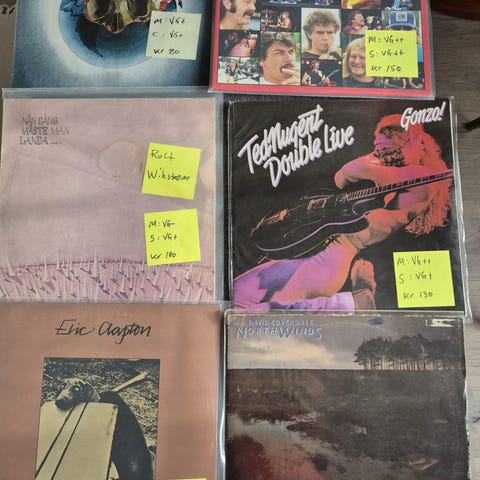 M: VG+
C: VG+
Kr 80
M: VG++
S: VG++
Kr 150
NÅN GÅNG
MÅSTE MAN
LANDA ....
Rolf
Wikström
M: VG-
S: VG+
Kr 100
Ted Nugent
Double Live
Gonzo!
M: VG++
S: VG+
Kr 130
Eric Clapton
DAVID COVERDALE
NORTHWINDS